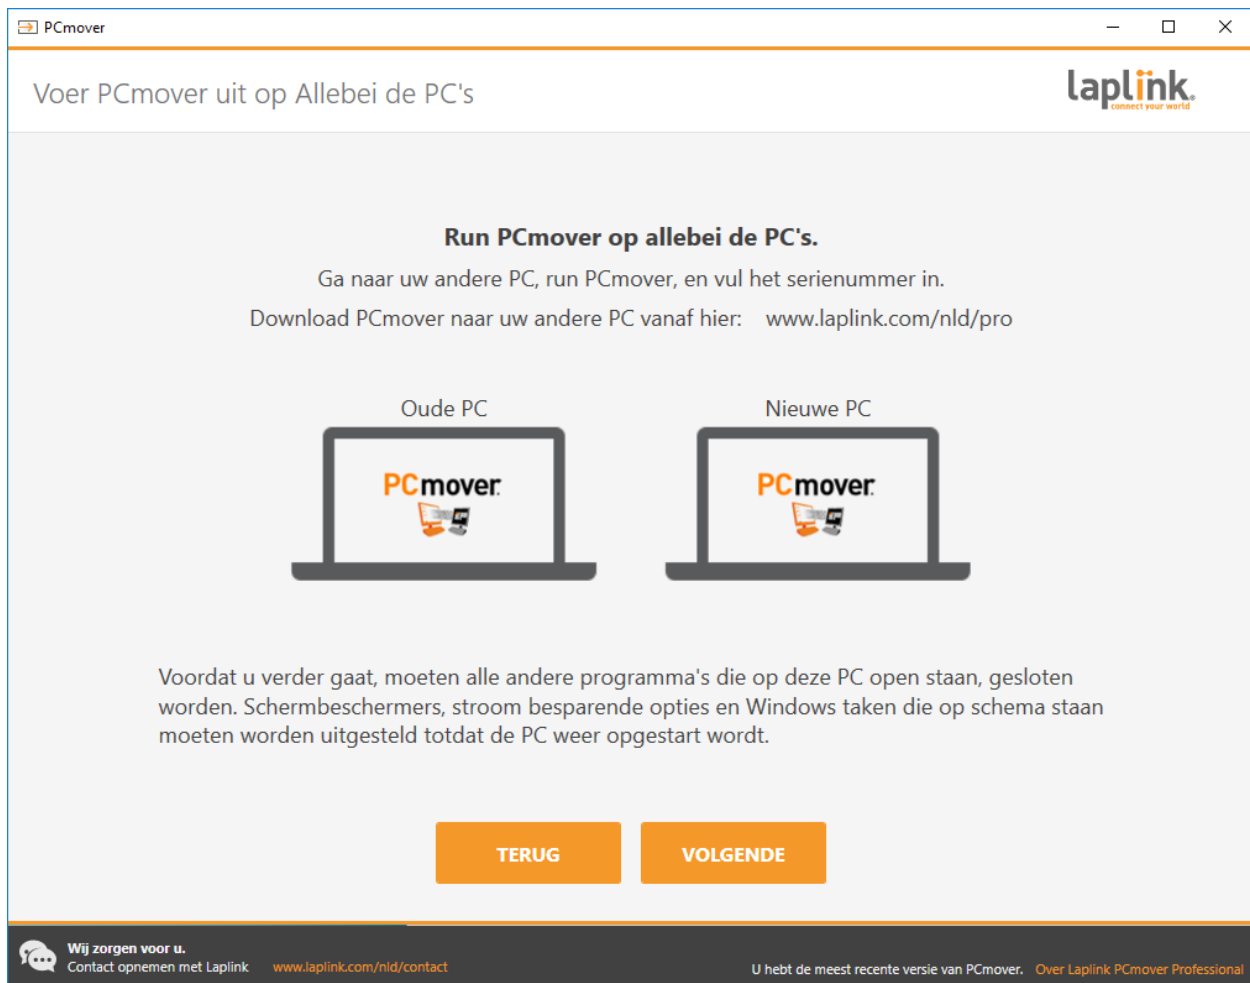 PCmover
Voer PCmover uit op Allebei de PC's
laplink.
connect your world
Run PCmover op allebei de PC's.
Ga naar uw andere PC, run PCmover, en vul het serienummer in.
Download PCmover naar uw andere PC vanaf hier: www.laplink.com/nld/pro
Oude PC
Nieuwe PC
PCmover.
PCmover.
Voordat u verder gaat, moeten alle andere programma's die op deze PC open staan, gesloten
worden. Schermbeschermers, stroom besparende opties en Windows taken die op schema staan
moeten worden uitgesteld totdat de PC weer opgestart wordt.
TERUG
VOLGENDE
Wij zorgen voor u.
Contact opnemen met Laplink www.laplink.com/nld/contact
U hebt de meest recente versie van PCmover. Over Laplink PCmover Professional